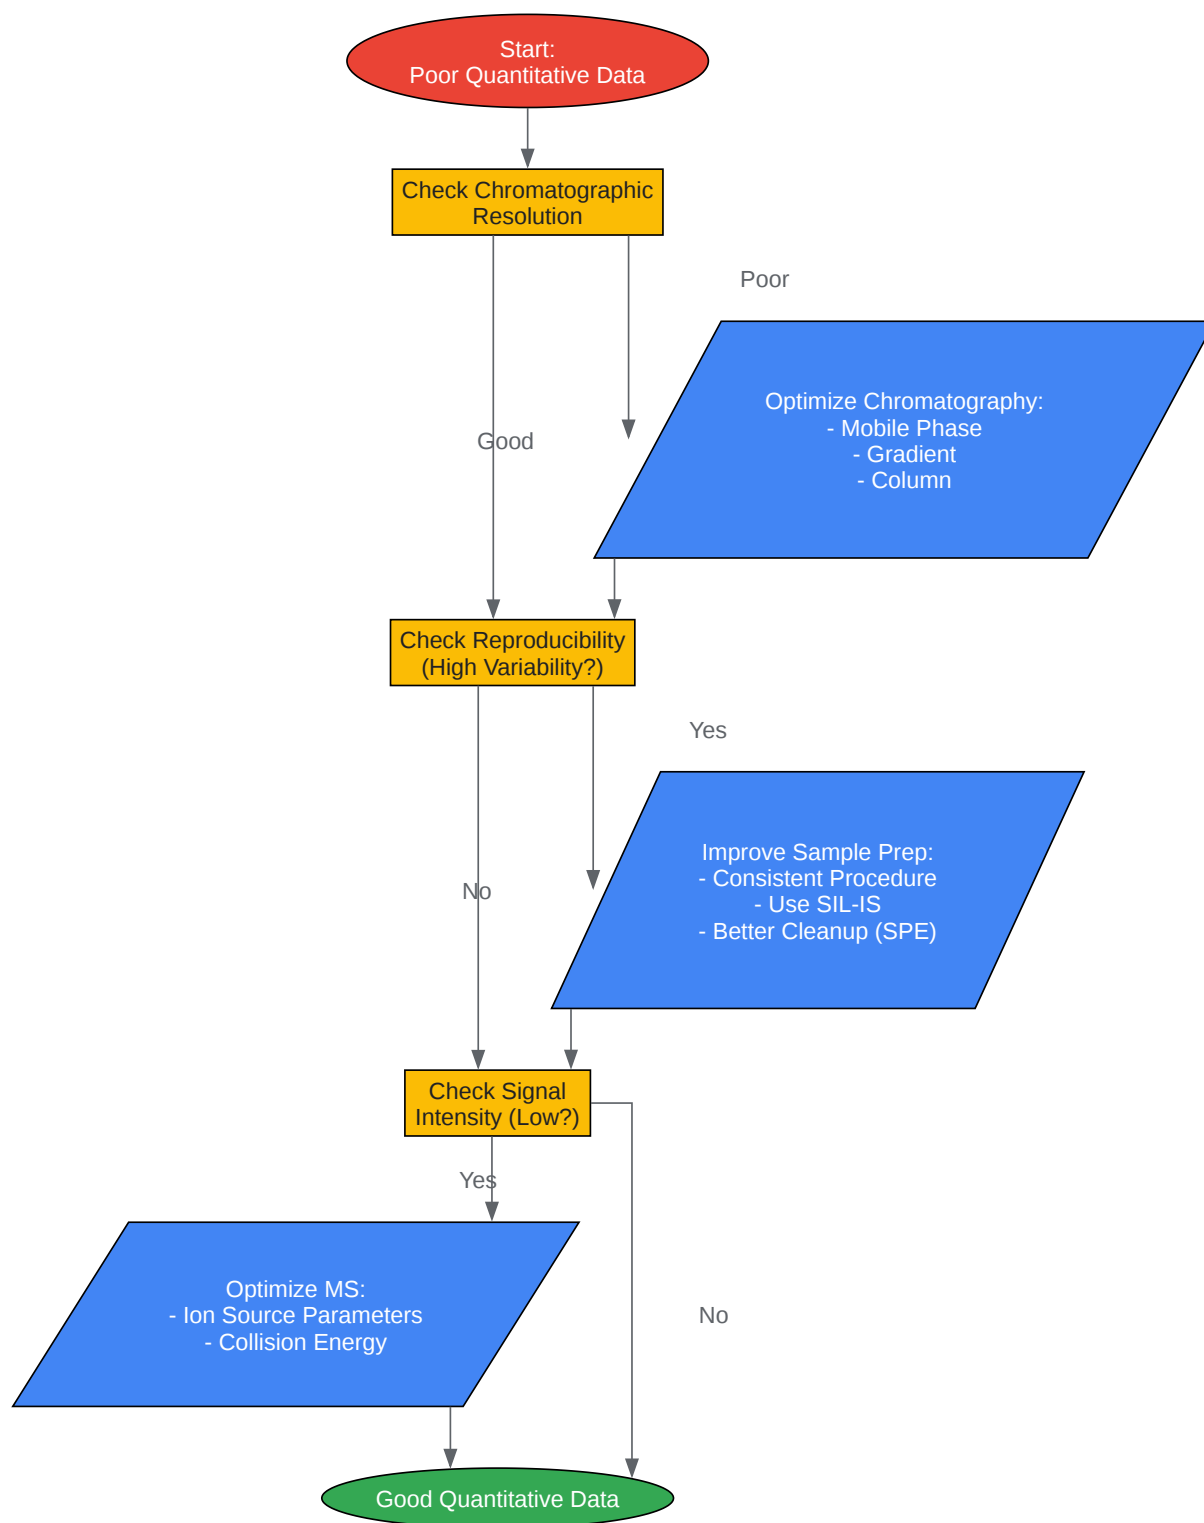 Start:
Poor Quantitative Data
Check Chromatographic
Resolution
Poor
Optimize Chromatography:
- Mobile Phase
- Gradient
- Column
Good
Check Reproducibility
(High Variability?)
Yes
Improve Sample Prep:
- Consistent Procedure
- Use SIL-IS
- Better Cleanup (SPE)
No
Check Signal
Intensity (Low?)
Yes
Optimize MS:
- Ion Source Parameters
- Collision Energy
No
Good Quantitative Data